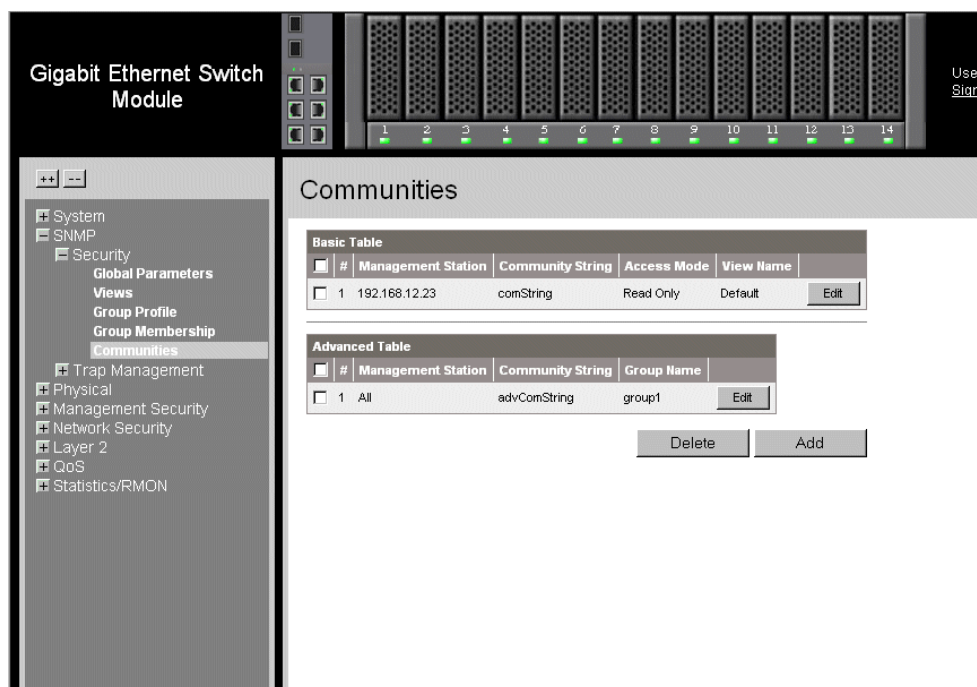 Gigabit Ethernet Switch
Module
1 2 3 4 5 6 7 8 9 10 11 12 13 14
++ --
System
SNMP
Security
Global Parameters
Views
Group Profile
Group Membership
Communities
Trap Management
Physical
Management Security
Network Security
Layer 2
QoS
Statistics/RMON
Communities
Basic Table
# Management Station Community String Access Mode View Name
1 192.168.12.23 comString Read Only Default Edit
Advanced Table
# Management Station Community String Group Name
1 All advComString group1 Edit
Delete Add